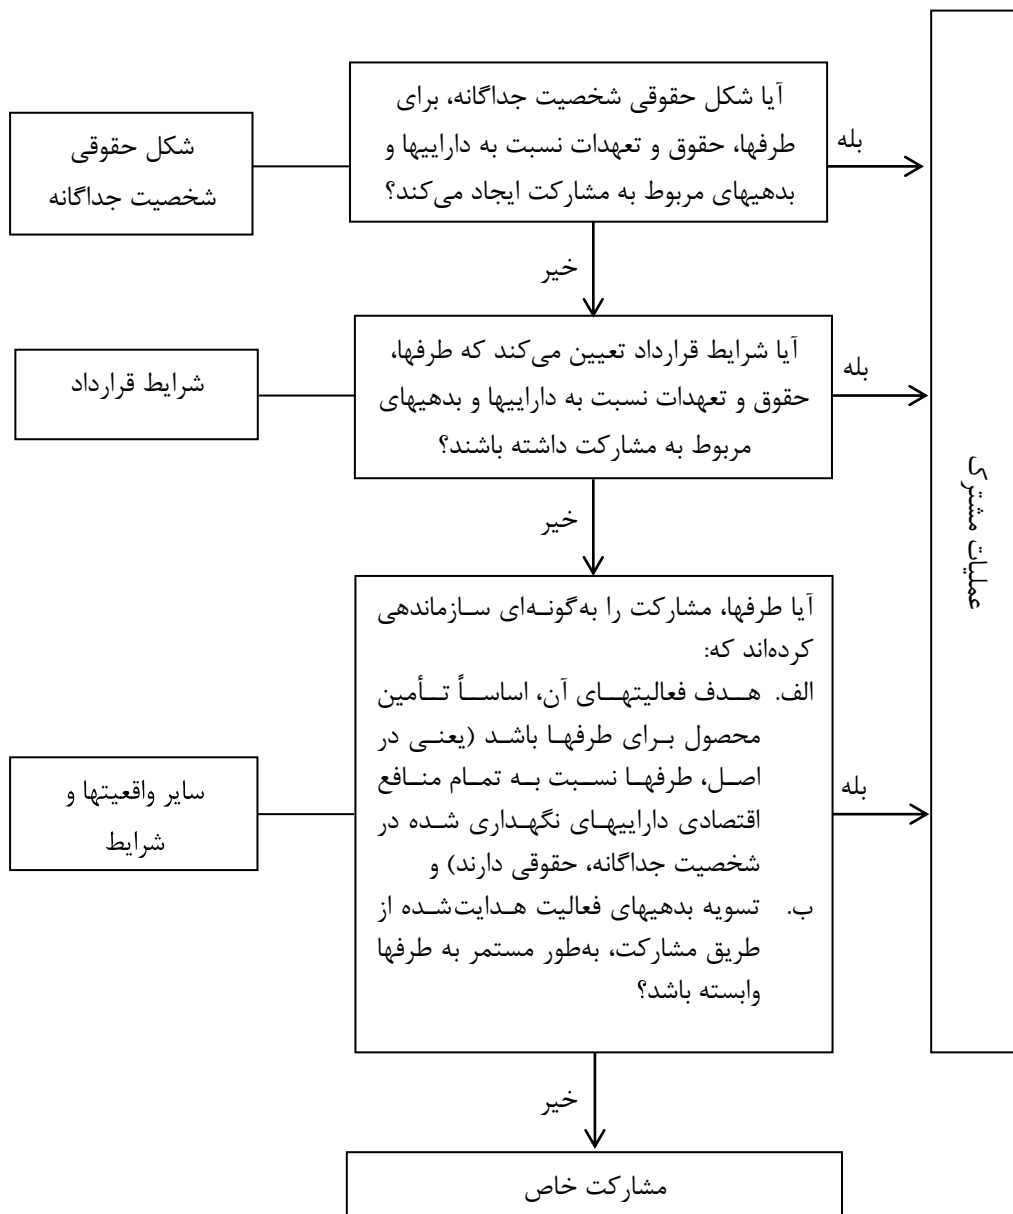 آیا شکل حقوقی شخصیت جداگانه، برای
طرفها، حقوق و تعهدات نسبت به داراییها و
بدهیهای مربوط به مشارکت ایجاد می‌کند؟
شکل حقوقی
شخصیت جداگانه
بله
خیر
آیا شرایط قرارداد تعیین می‌کند که طرفها،
حقوق و تعهدات نسبت به داراییها و بدهیهای
مربوط به مشارکت داشته باشند؟
شرایط قرارداد
بله
خیر
عملیات مشترک
آیا طرفها، مشارکت را به‌گونه‌ای سازماندهی
کرده‌اند که:
الف. هدف فعالیتهای آن، اساساً تأمین
محصول برای طرفها باشد (یعنی در
اصل، طرفها نسبت به تمام منافع
اقتصادی داراییهای نگهداری شده در
شخصیت جداگانه، حقوقی دارند) و
ب. تسویه بدهیهای فعالیت هدایت‌شده از
طریق مشارکت، به‌طور مستمر به طرفها
وابسته باشد؟
سایر واقعیتها و
شرایط
بله
خیر
مشارکت خاص